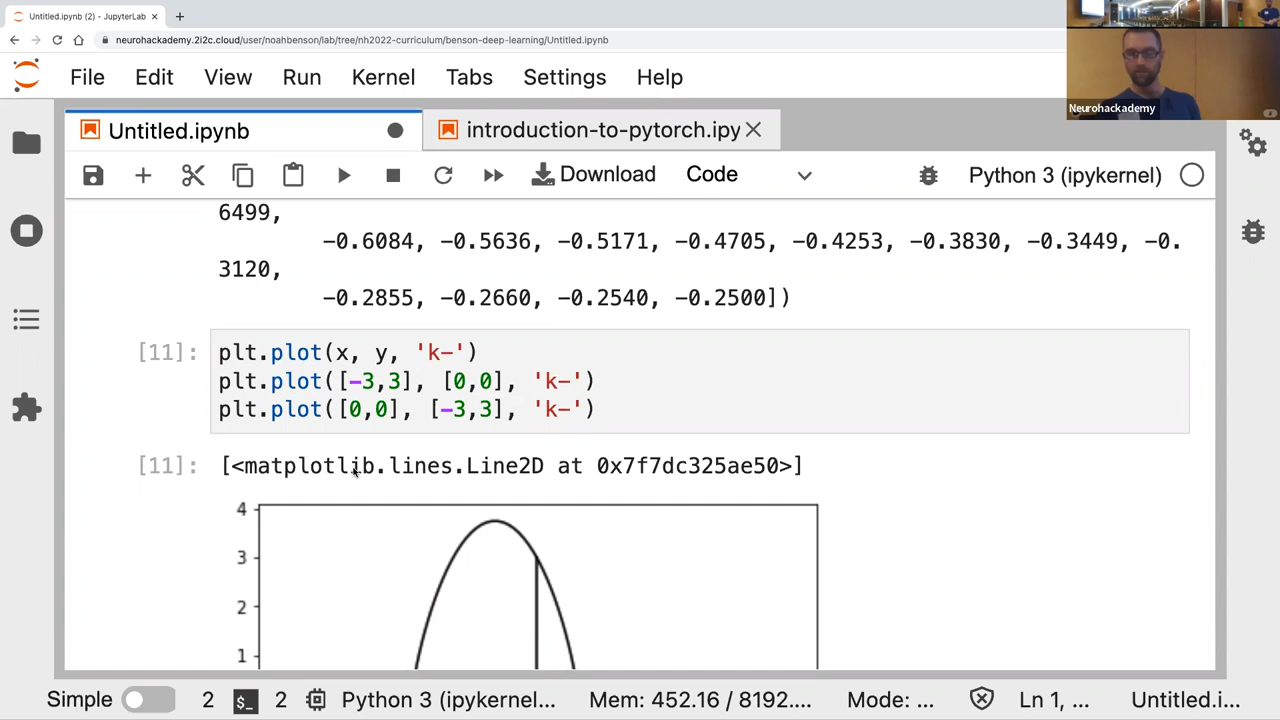 Untitled.ipynb (2) - JupyterLab
neurohackademy.2i2c.cloud/user/noahbenson/lab/tree/nh2022-curriculum/benson-deep-learning/Untitled.ipynb
File Edit View Run Kernel Tabs Settings Help
Neurohackademy
Untitled.ipynb introduction-to-pytorch.ipy
Download Code Python 3 (ipykernel)
6499,
-0.6084, -0.5636, -0.5171, -0.4705, -0.4253, -0.3830, -0.3449, -0.
3120,
-0.2855, -0.2660, -0.2540, -0.2500])
[11]: plt.plot(x, y, 'k-')
plt.plot([-3,3], [0,0], 'k-')
plt.plot([0,0], [-3,3], 'k-')
[11]: [<matplotlib.lines.Line2D at 0x7f7dc325ae50>]
4
3
2
1
Simple 2 $_ 2 Python 3 (ipykernel... Mem: 452.16 / 8192.... Mode: ... Ln 1, ... Untitled.i...